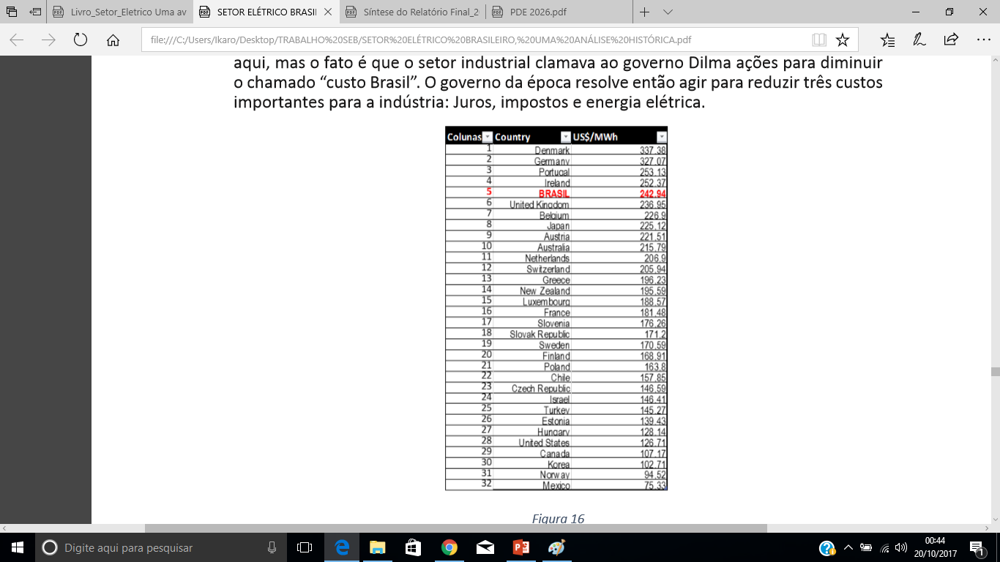 Livro_Setor_Eletrico Uma av
SETOR ELÉTRICO BRASII
Síntese do Relatório Final_2
PDE 2026.pdf
file:///C:/Users/Ikaro/Desktop/TRABALHO%20SEB/SETOR%20ELÉTRICO%20BRASILEIRO,%20UMA%20ANÁLISE%20HISTÓRICA.pdf
aqui, mas o fato é que o setor industrial clamava ao governo Dilma ações para diminuir
o chamado “custo Brasil”. O governo da época resolve então agir para reduzir três custos
importantes para a indústria: Juros, impostos e energia elétrica.
Colunas Country US$/MWh
1 Denmark 337.38
2 Germany 327.07
3 Portugal 253.13
4 Ireland 252.37
5 BRASIL 242.94
6 United Kingdom 236.95
7 Belgium 226.9
8 Japan 225.12
9 Austria 221.51
10 Australia 215.79
11 Netherlands 206.9
12 Switzerland 205.94
13 Greece 196.23
14 New Zealand 195.59
15 Luxembourg 188.57
16 France 181.48
17 Slovenia 176.26
18 Slovak Republic 171.2
19 Sweden 170.59
20 Finland 168.91
21 Poland 163.8
22 Chile 157.85
23 Czech Republic 146.59
24 Israel 146.41
25 Turkey 145.27
26 Estonia 139.43
27 Hungary 128.14
28 United States 126.71
29 Canada 107.17
30 Korea 102.71
31 Norway 94.52
32 Mexico 75.33
Figura 16
Digite aqui para pesquisar
00:44
20/10/2017
1